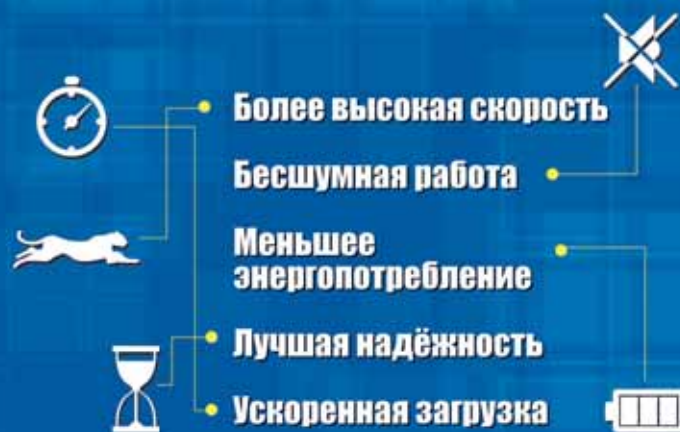 Более высокая скорость
Бесшумная работа
Меньшее
энергопотребление
Лучшая надёжность
Ускоренная загрузка